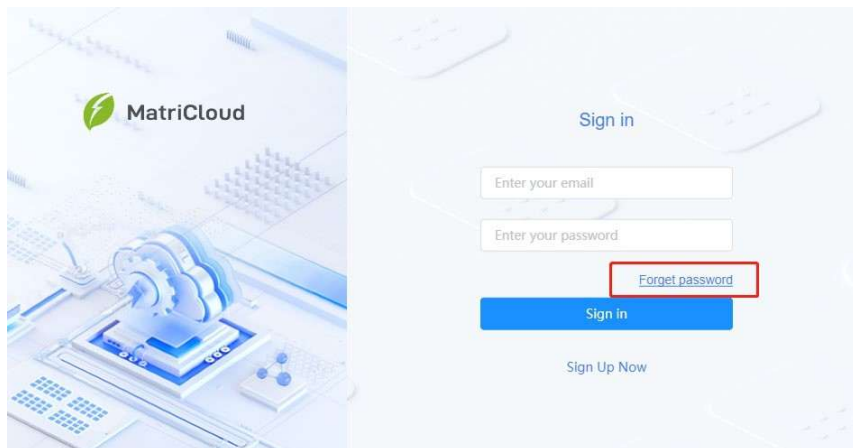 MatriCloud
Sign in
Enter your email
Enter your password
Forget password
Sign in
Sign Up Now